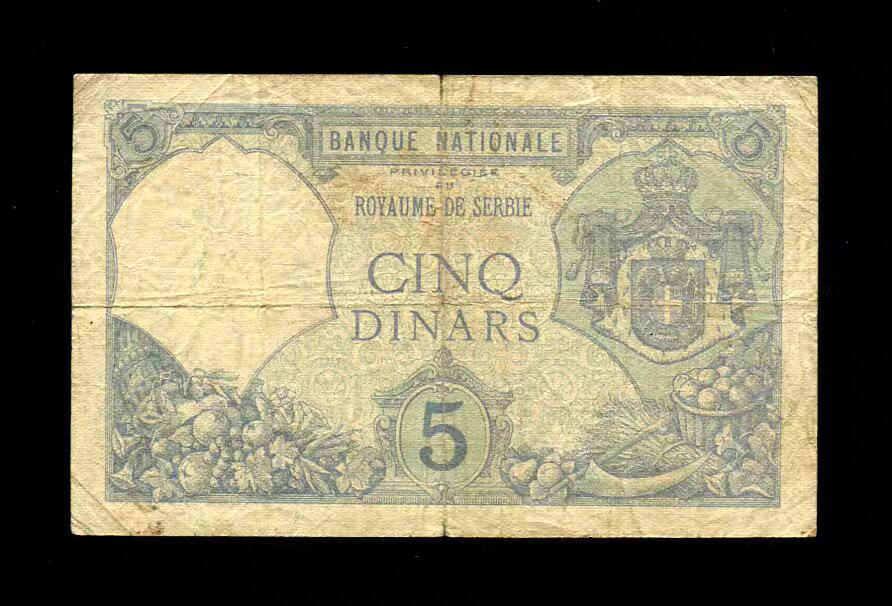 5 5
BANQUE NATIONALE
PRIVILÉGIÉE
DU
ROYAUME DE SERBIE
CINQ
DINARS
5